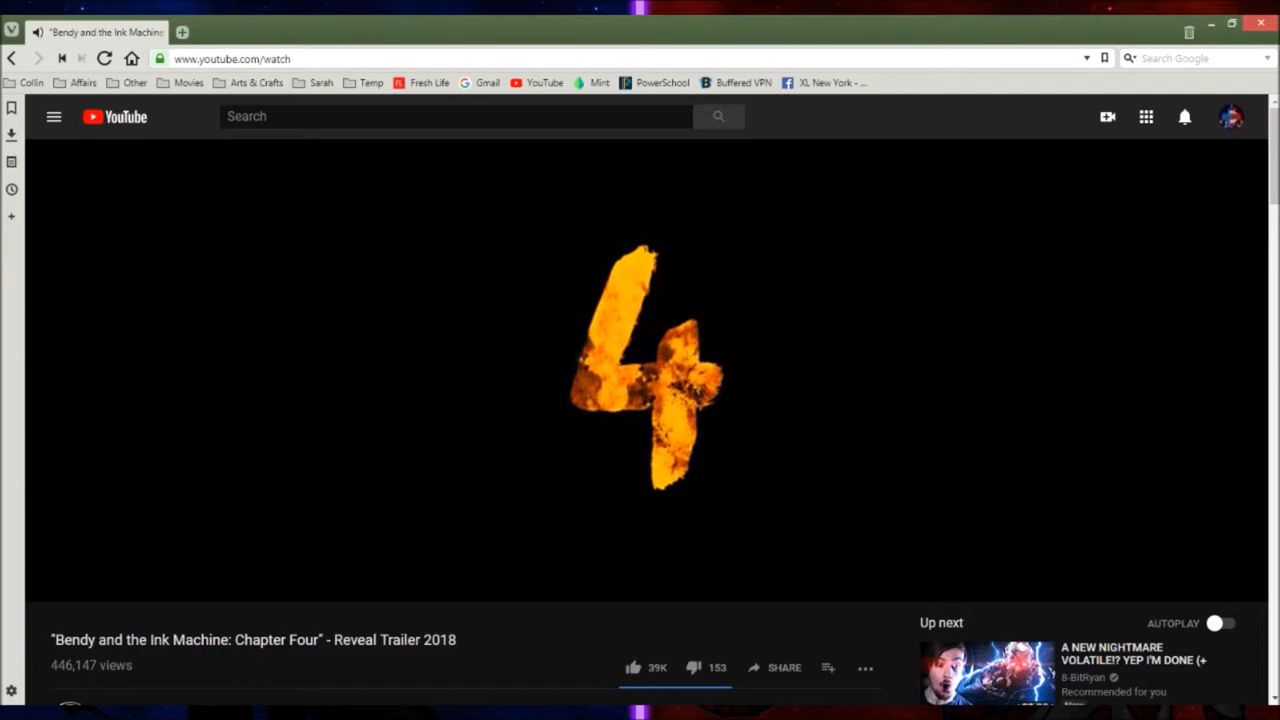 "Bendy and the Ink Machine
www.youtube.com/watch
Search Google
Collin Affairs Other Movies Arts & Crafts Sarah Temp Fresh Life Gmail YouTube Mint PowerSchool Buffered VPN XL New York - ...
YouTube
Search
4
"Bendy and the Ink Machine: Chapter Four" - Reveal Trailer 2018
446,147 views
39K 153 SHARE
Up next
AUTOPLAY
A NEW NIGHTMARE
VOLATILE!? YEP I'M DONE (+
8-BitRyan
Recommended for you
New